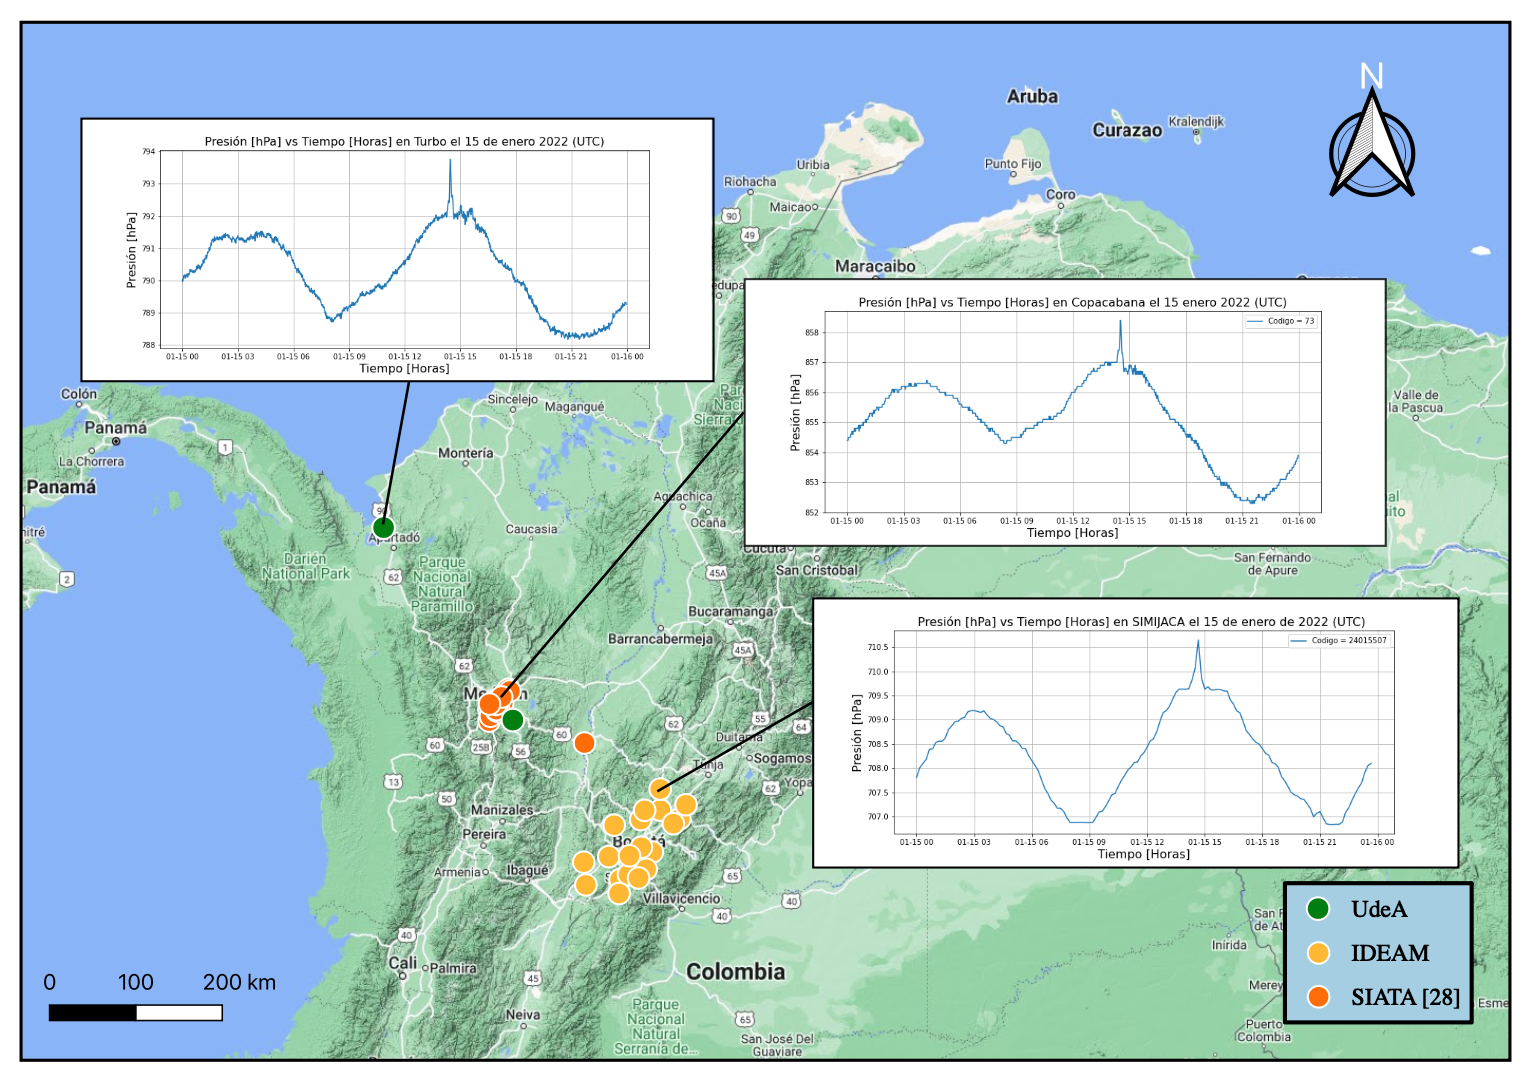 N
Aruba
Curazao
Kralendijk
Punto Fijo
Coro
Uribia
Riohacha
Maicao
90
49
Maracaibo
Presión [hPa] vs Tiempo [Horas] en Turbo el 15 de enero 2022 (UTC)
Presión [hPa]
794
793
792
791
790
789
788
01-15 00
01-15 03
01-15 06
01-15 09
01-15 12
01-15 15
01-15 18
01-15 21
01-16 00
Tiempo [Horas]
Presión [hPa] vs Tiempo [Horas] en Copacabana el 15 enero 2022 (UTC)
Codigo = 73
Presión [hPa]
858
857
856
855
854
853
852
01-15 00
01-15 03
01-15 06
01-15 09
01-15 12
01-15 15
01-15 18
01-15 21
01-16 00
Tiempo [Horas]
Colón
Panamá
La Chorrera
Panamá
1
2
Sincelejo
Magangué
Montería
Valle de
la Pascua
Aguachica
Ocaña
Caucasia
Apartadó
Darién
National Park
62
Parque
Nacional
Natural
Paramillo
Cúcuta
San Cristóbal
45A
San Fernando
de Apure
Bucaramanga
Barrancabermeja
45A
62
Presión [hPa] vs Tiempo [Horas] en SIMIJACA el 15 de enero de 2022 (UTC)
Codigo = 24015507
Presión [hPa]
710.5
710.0
709.5
709.0
708.5
708.0
707.5
707.0
01-15 00
01-15 03
01-15 06
01-15 09
01-15 12
01-15 15
01-15 18
01-15 21
01-16 00
Tiempo [Horas]
60
25B
56
60
62
55
64
Duitama
Tunja
Sogamoso
62
Yopa
13
50
Manizales
Pereira
Armenia
Ibagué
Bogotá
65
Villavicencio
40
40
40
Cali
Palmira
45
Neiva
Colombia
Parque
Nacional
Natural
Serranía de...
65
San José Del
Guaviare
Inírida
Puerto
Colombia
Esme
0 100 200 km
UdeA
IDEAM
SIATA [28]